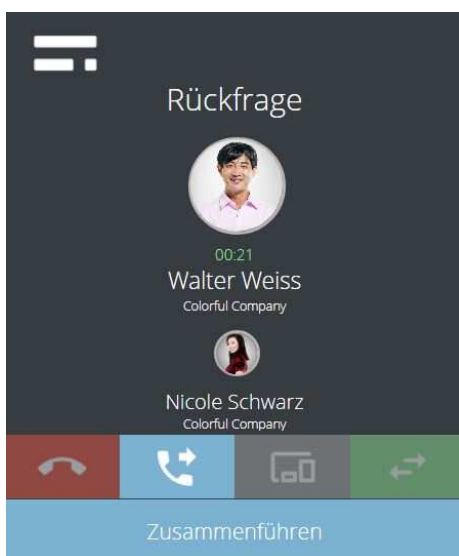 Rückfrage
00:21
Walter Weiss
Colorful Company
Nicole Schwarz
Colorful Company
Zusammenführen